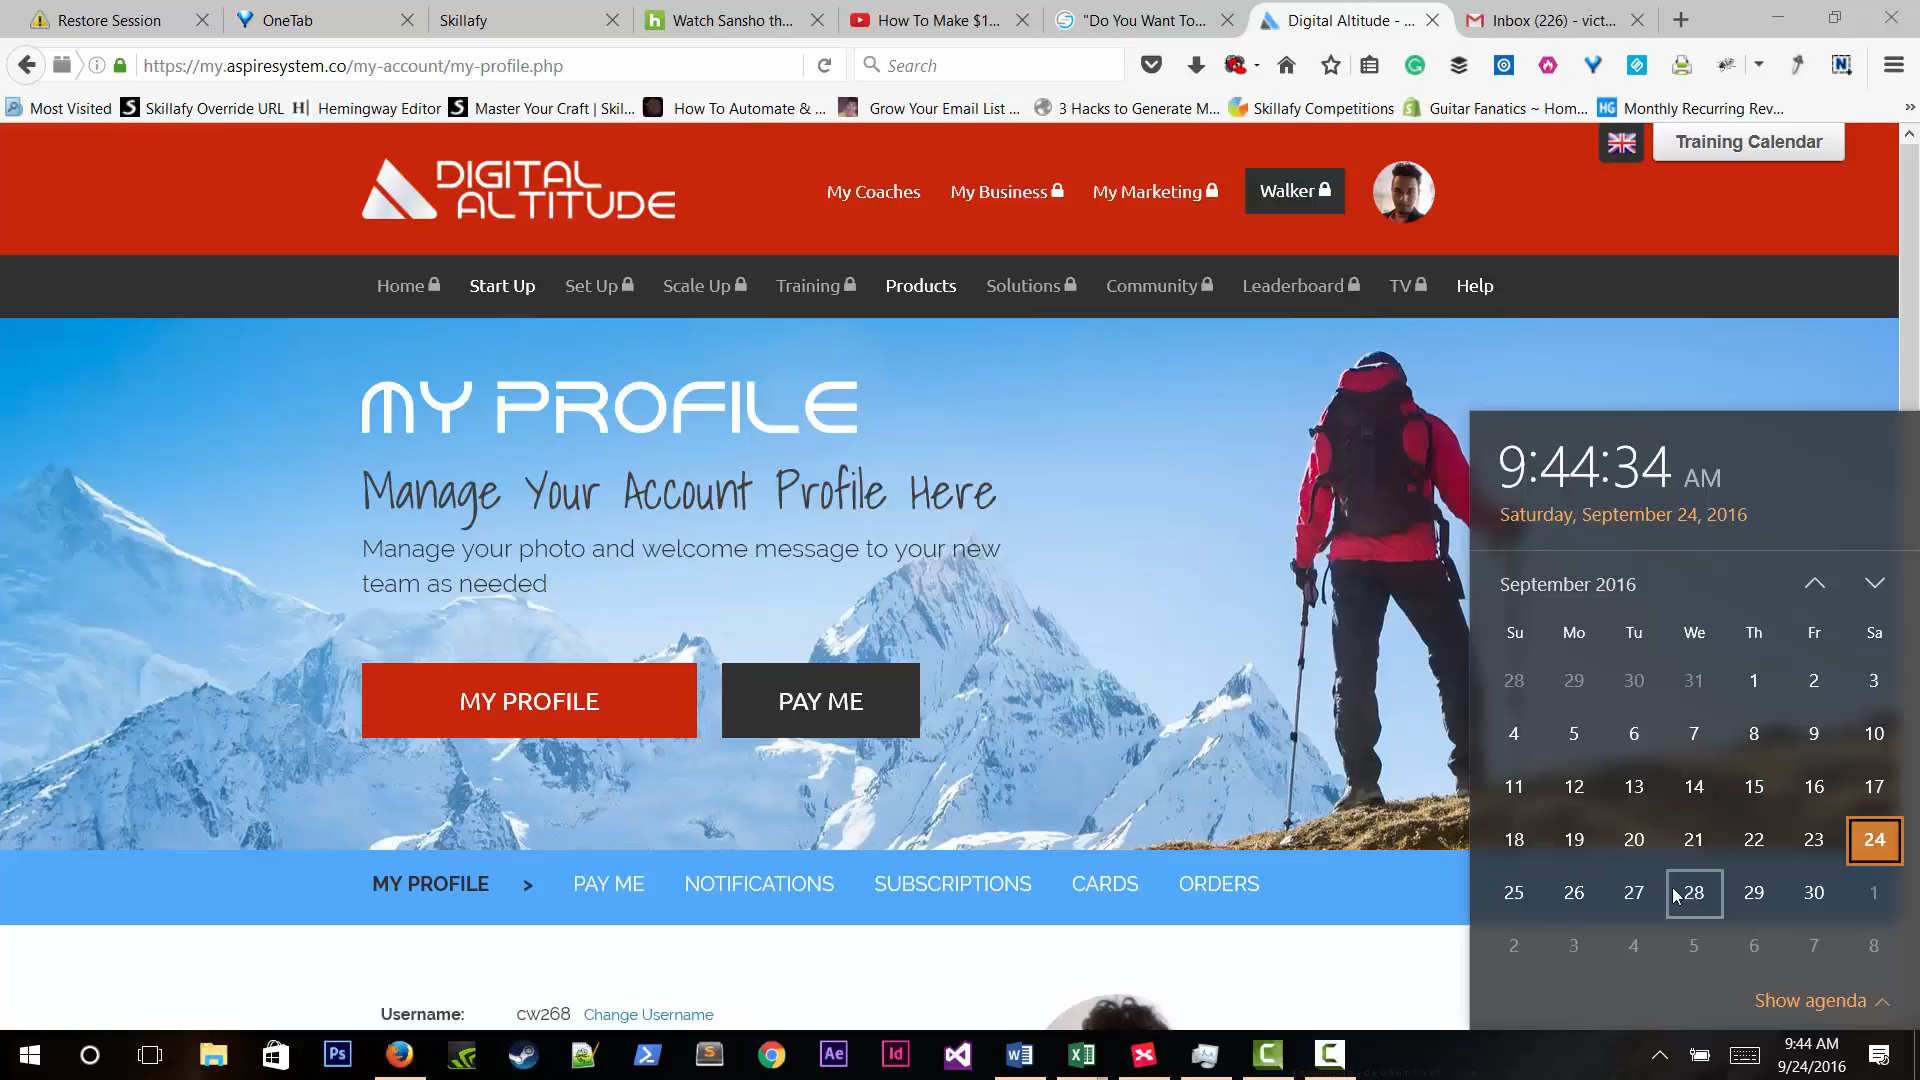 Restore Session
OneTab
Skillafy
Watch Sansho th...
How To Make $1...
"Do You Want To...
Digital Altitude - ...
Inbox (226) - vict...
https://my.aspiresystem.co/my-account/my-profile.php
Search
Most Visited
Skillafy Override URL
Hemingway Editor
Master Your Craft | Skil...
How To Automate & ...
Grow Your Email List ...
3 Hacks to Generate M...
Skillafy Competitions
Guitar Fanatics ~ Hom...
Monthly Recurring Rev...
Training Calendar
DIGITAL
ALTITUDE
My Coaches
My Business
My Marketing
Walker
Home
Start Up
Set Up
Scale Up
Training
Products
Solutions
Community
Leaderboard
TV
Help
MY PROFILE
Manage Your Account Profile Here
Manage your photo and welcome message to your new
team as needed
MY PROFILE
PAY ME
MY PROFILE > PAY ME NOTIFICATIONS SUBSCRIPTIONS CARDS ORDERS
Username: cw268 Change Username
9:44:34 AM
Saturday, September 24, 2016
September 2016
Su Mo Tu We Th Fr Sa
28 29 30 31 1 2 3
4 5 6 7 8 9 10
11 12 13 14 15 16 17
18 19 20 21 22 23 24
25 26 27 28 29 30 1
2 3 4 5 6 7 8
Show agenda
9:44 AM
9/24/2016